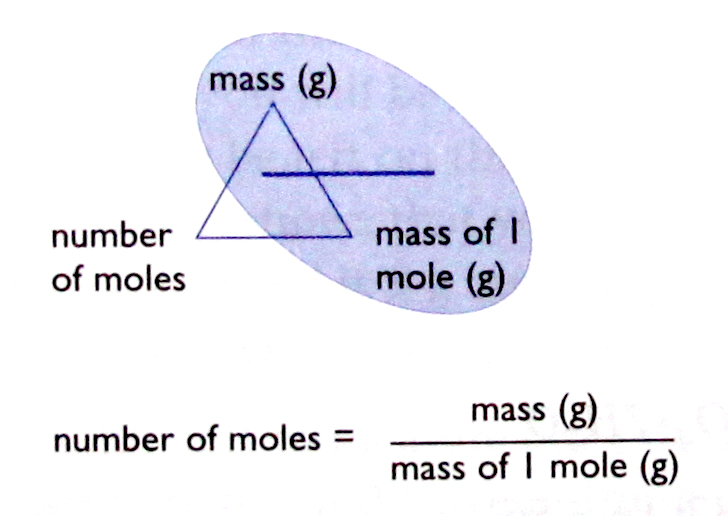 mass (g)
number
of moles
mass of 1
mole (g)
number of moles =
mass (g)
mass of 1 mole (g)